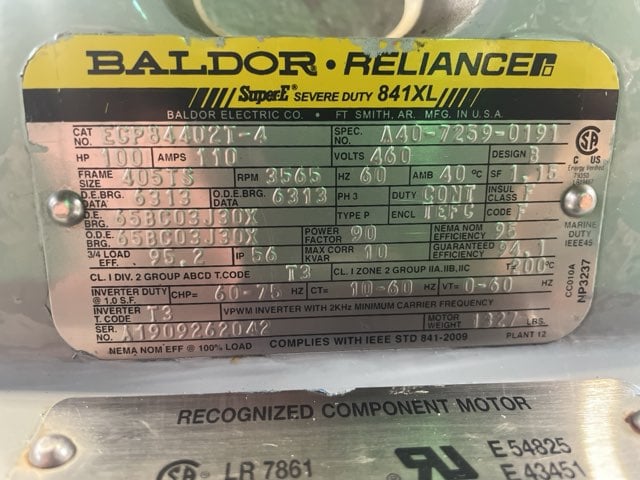 BALDOR • RELIANCE
Super-E® SEVERE DUTY 841XL
BALDOR ELECTRIC CO. • FT SMITH, AR. MFG. IN U.S.A.
CAT NO. ECP84402T-4 SPEC. A40-7259-0191
HP 100 AMPS 110 VOLTS 460 DESIGN B
FRAME SIZE 405TS RPM 3565 HZ 60 AMB 40 °C SF 1.15
D.E.BRG. DATA 6313 O.D.E.BRG. DATA 6313 PH 3 DUTY CONT INSUL CLASS F
D.E. BRG. 65BC03J30X TYPE P ENCL TEFC CODE F
O.D.E. BRG. 65BC03J30X POWER FACTOR 90 NEMA NOM EFFICIENCY 95
3/4 LOAD EFF. 95.2 IP 56 MAX CORR KVAR 10 GUARANTEED EFFICIENCY 94.1
CL. I DIV. 2 GROUP ABCD T.CODE T3 CL. I ZONE 2 GROUP IIA,IIB,IIC T= 200°C
INVERTER DUTY @ 1.0 S.F. CHP= 60-75 HZ CT= 10-60 HZ VT= 0-60 HZ
INVERTER T. CODE T3 VPWM INVERTER WITH 2KHz MINIMUM CARRIER FREQUENCY
SER. NO. A1909262042 MOTOR WEIGHT 1327 LBS.
NEMA NOM EFF @ 100% LOAD COMPLIES WITH IEEE STD 841-2009 PLANT 12
C US
Energy Verified
MARINE DUTY IEEE45
CC010A
NP3237
RECOGNIZED COMPONENT MOTOR
LR 7861
E 54825
E 43451